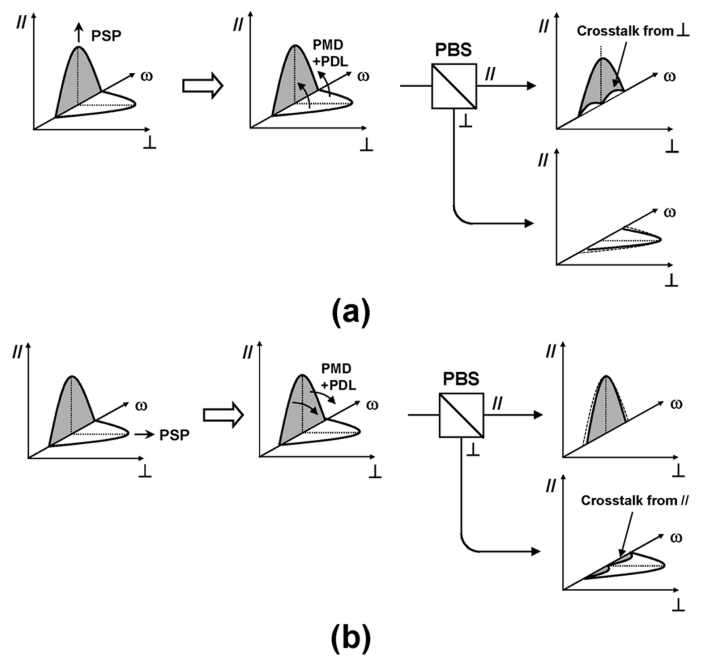 //
PSP
ω
⊥
//
PMD
+PDL
ω
⊥
PBS
//
⊥
//
Crosstalk from ⊥
ω
⊥
//
ω
⊥
(a)
//
ω
PSP
⊥
//
PMD
+PDL
ω
⊥
PBS
//
⊥
//
ω
⊥
//
Crosstalk from //
ω
⊥
(b)